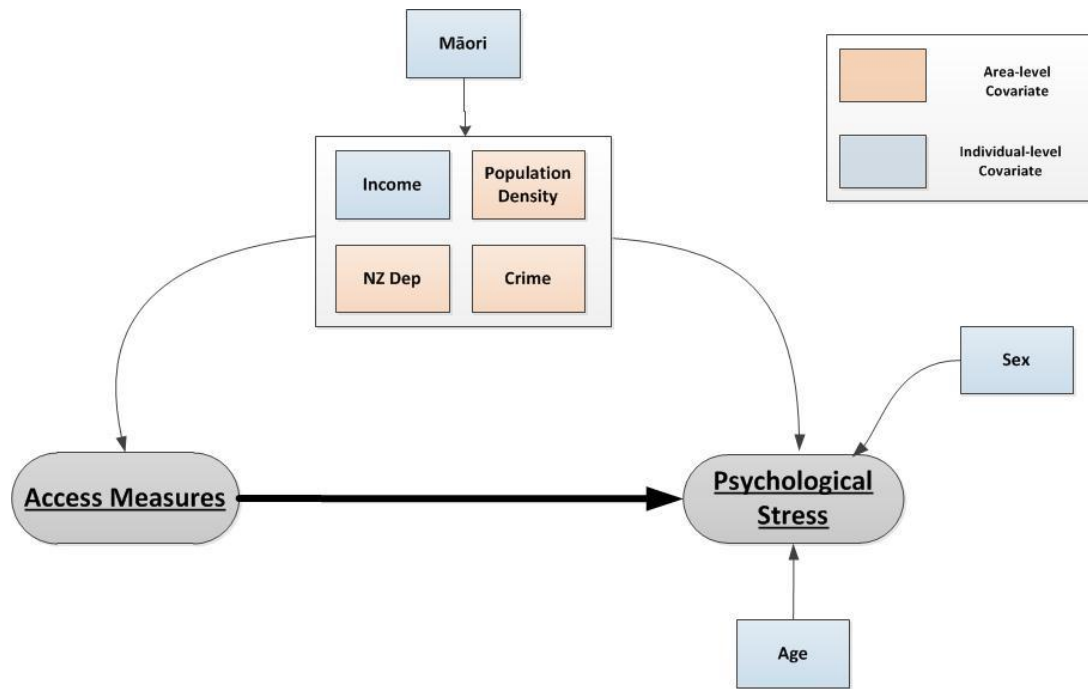 Māori
Area-level
Covariate
Individual-level
Covariate
Income
Population
Density
NZ Dep
Crime
Sex
Access Measures
Psychological
Stress
Age